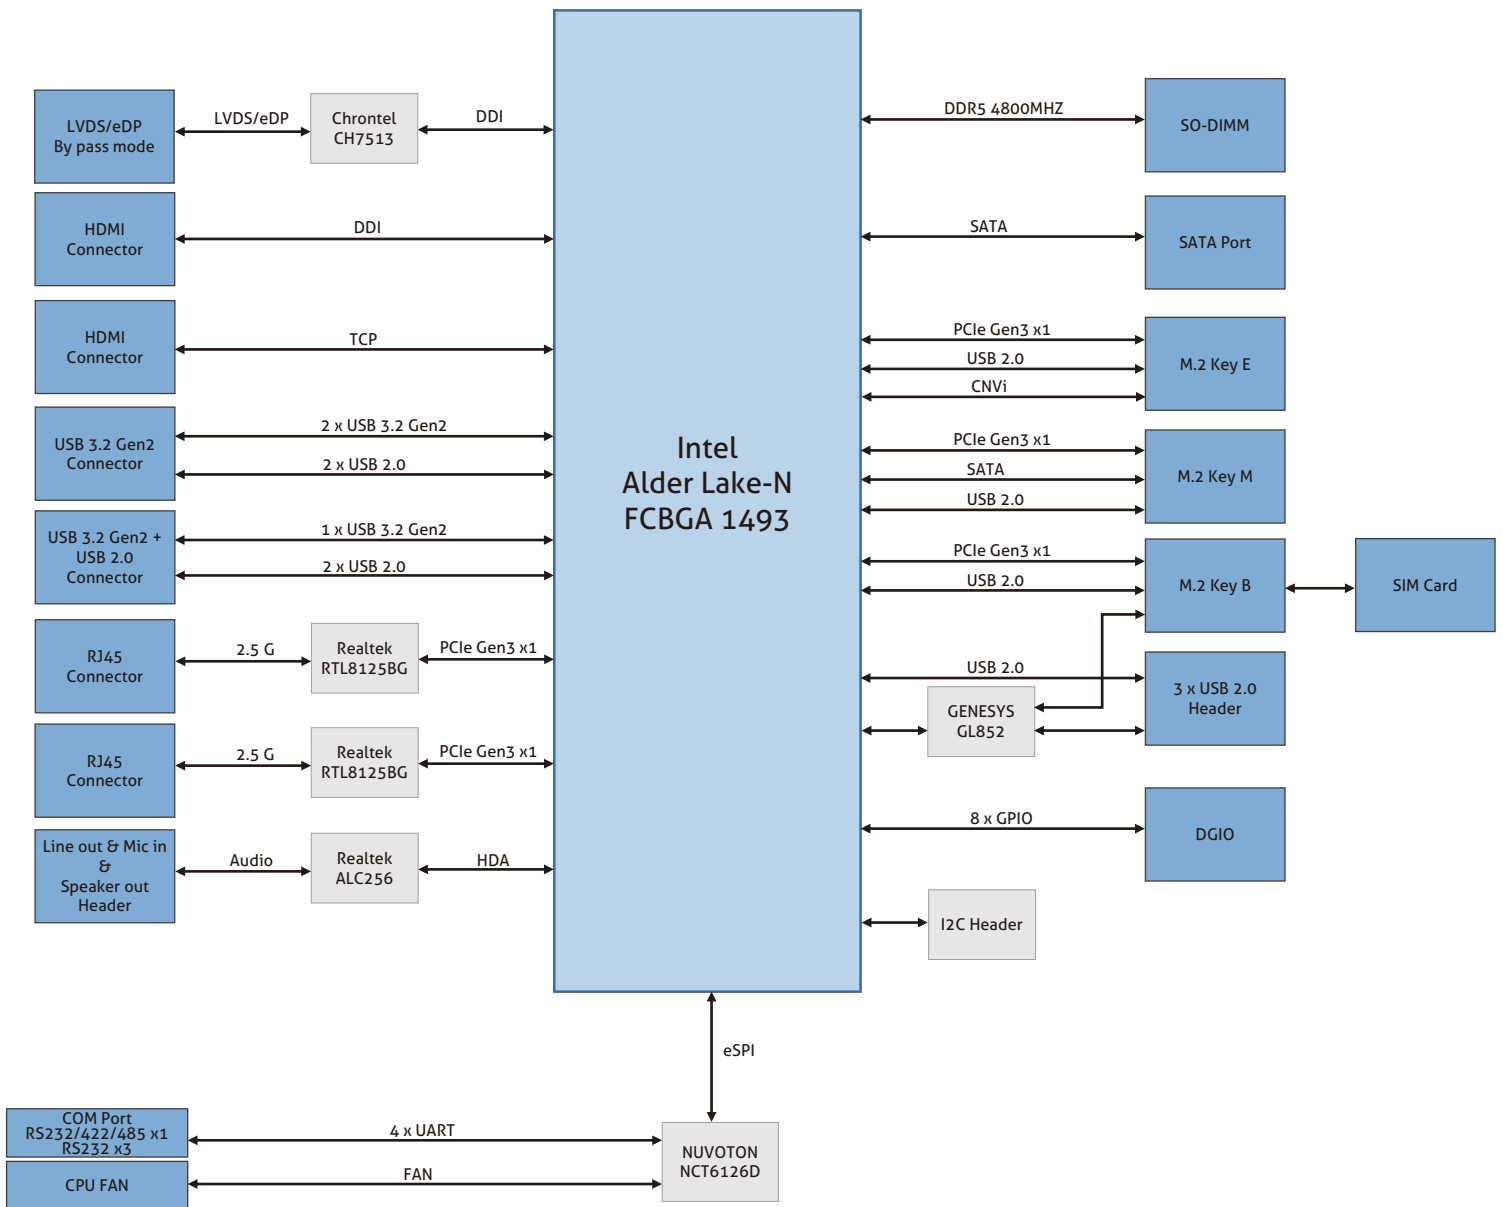 LVDS/eDP
By pass mode
LVDS/eDP
Chrontel
CH7513
DDI
HDMI
Connector
DDI
HDMI
Connector
TCP
USB 3.2 Gen2
Connector
2 x USB 3.2 Gen2
2 x USB 2.0
USB 3.2 Gen2 +
USB 2.0
Connector
1 x USB 3.2 Gen2
2 x USB 2.0
RJ45
Connector
2.5 G
Realtek
RTL8125BG
PCIe Gen3 x1
RJ45
Connector
2.5 G
Realtek
RTL8125BG
PCIe Gen3 x1
Line out & Mic in
&
Speaker out
Header
Audio
Realtek
ALC256
HDA
Intel
Alder Lake-N
FCBGA 1493
DDR5 4800MHZ
SO-DIMM
SATA
SATA Port
PCIe Gen3 x1
USB 2.0
CNVi
M.2 Key E
PCIe Gen3 x1
SATA
USB 2.0
M.2 Key M
PCIe Gen3 x1
USB 2.0
M.2 Key B
SIM Card
USB 2.0
GENESYS
GL852
3 x USB 2.0
Header
8 x GPIO
DGIO
I2C Header
eSPI
COM Port
RS232/422/485 x1
RS232 x3
4 x UART
NUVOTON
NCT6126D
CPU FAN
FAN